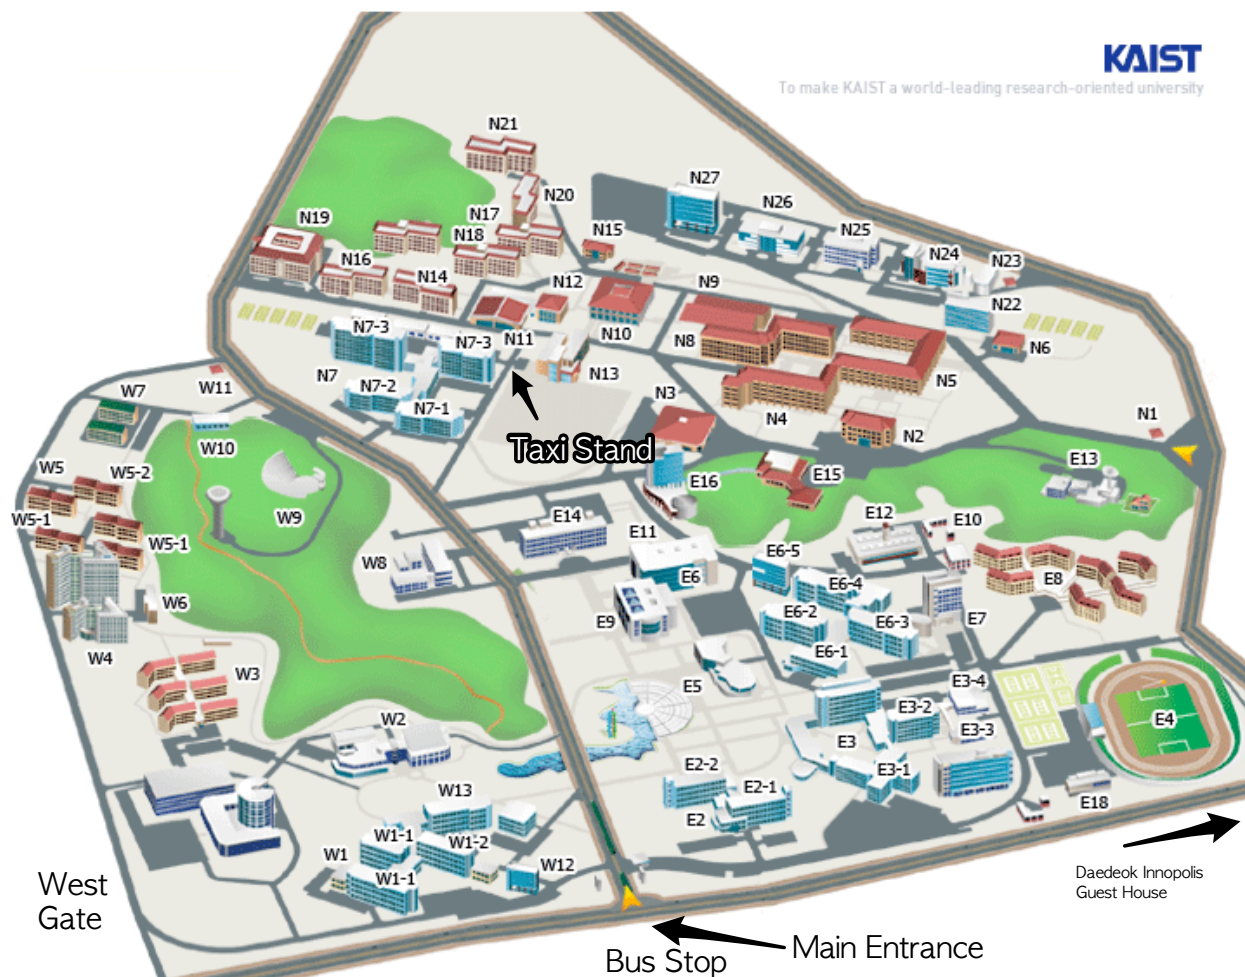 KAIST
To make KAIST a world-leading research-oriented university
N21
N27
N20
N26
N17
N19
N25
N15
N18
N24
N23
N16
N14
N12
N9
N22
N7-3
N10
N7-3
N11
N8
N6
N7
N13
N5
W11
N7-2
W7
N3
N7-1
N4
N1
N2
Taxi Stand
W10
W5
W5-2
E13
E15
E16
W9
W5-1
E14
E12
E10
W5-1
E11
E6-5
W8
E6
E6-4
E8
W6
E9
E6-2
E6-3
E7
W4
E6-1
W3
E5
E3-4
W2
E3-2
E4
E3-3
E3
E2-2
E3-1
W13
E2-1
E18
W1-1
E2
W1-2
W1
W12
W1-1
Daedeok Innopolis
Guest House
West
Gate
Main Entrance
Bus Stop